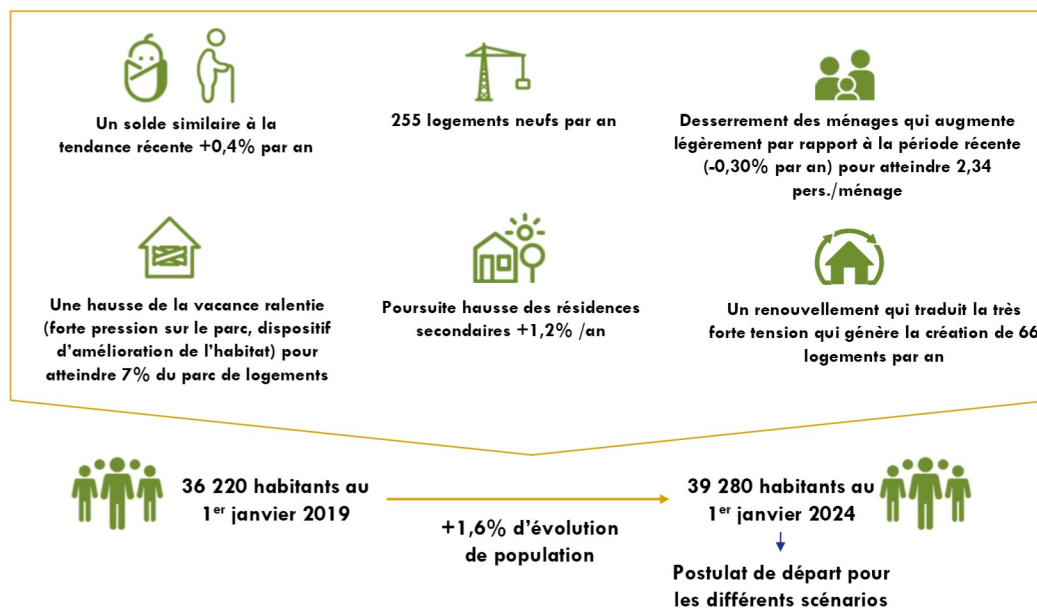 Un solde similaire à la
tendance récente +0,4% par an
255 logements neufs par an
Desserrement des ménages qui augmente
légèrement par rapport à la période récente
(-0,30% par an) pour atteindre 2,34
pers./ménage
Une hausse de la vacance ralentie
(forte pression sur le parc, dispositif
d'amélioration de l'habitat) pour
atteindre 7% du parc de logements
Poursuite hausse des résidences
secondaires +1,2% /an
Un renouvellement qui traduit la très
forte tension qui génère la création de 66
logements par an
36 220 habitants au
1er janvier 2019
+1,6% d'évolution
de population
39 280 habitants au
1er janvier 2024
Postulat de départ pour
les différents scénarios